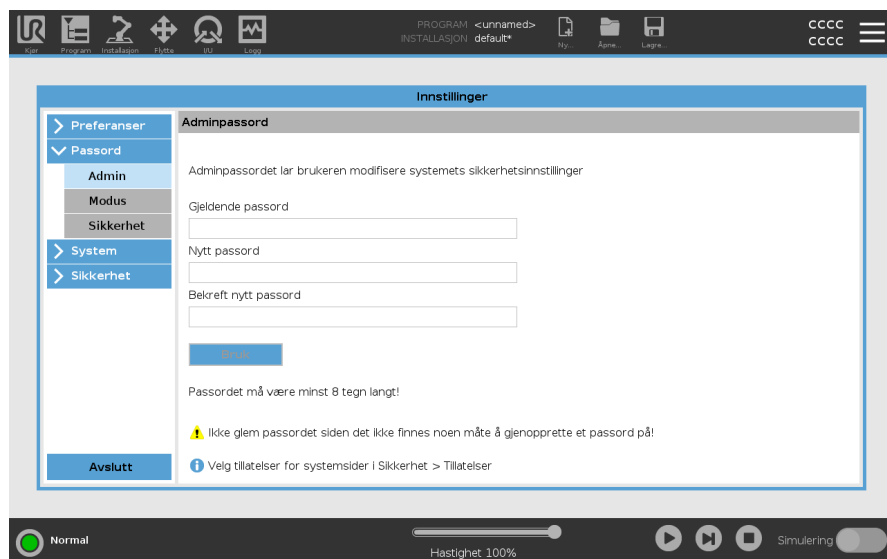 PROGRAM <unnamed>
INSTALLASJON default*
Kjør
Program
Installasjon
Flytte
I/U
Logg
Ny...
Åpne...
Lagre...
CCCC
CCCC
Innstillinger
Preferanser
Passord
Admin
Modus
Sikkerhet
System
Sikkerhet
Avslutt
Adminpassord
Adminpassordet lar brukeren modifisere systemets sikkerhetsinnstillinger
Gjeldende passord
Nytt passord
Bekreft nytt passord
Bruk
Passordet må være minst 8 tegn langt!
Ikke glem passordet siden det ikke finnes noen måte å gjenopprette et passord på!
Velg tillatelser for systemsider i Sikkerhet > Tillatelser
Normal
Hastighet 100%
Simulering